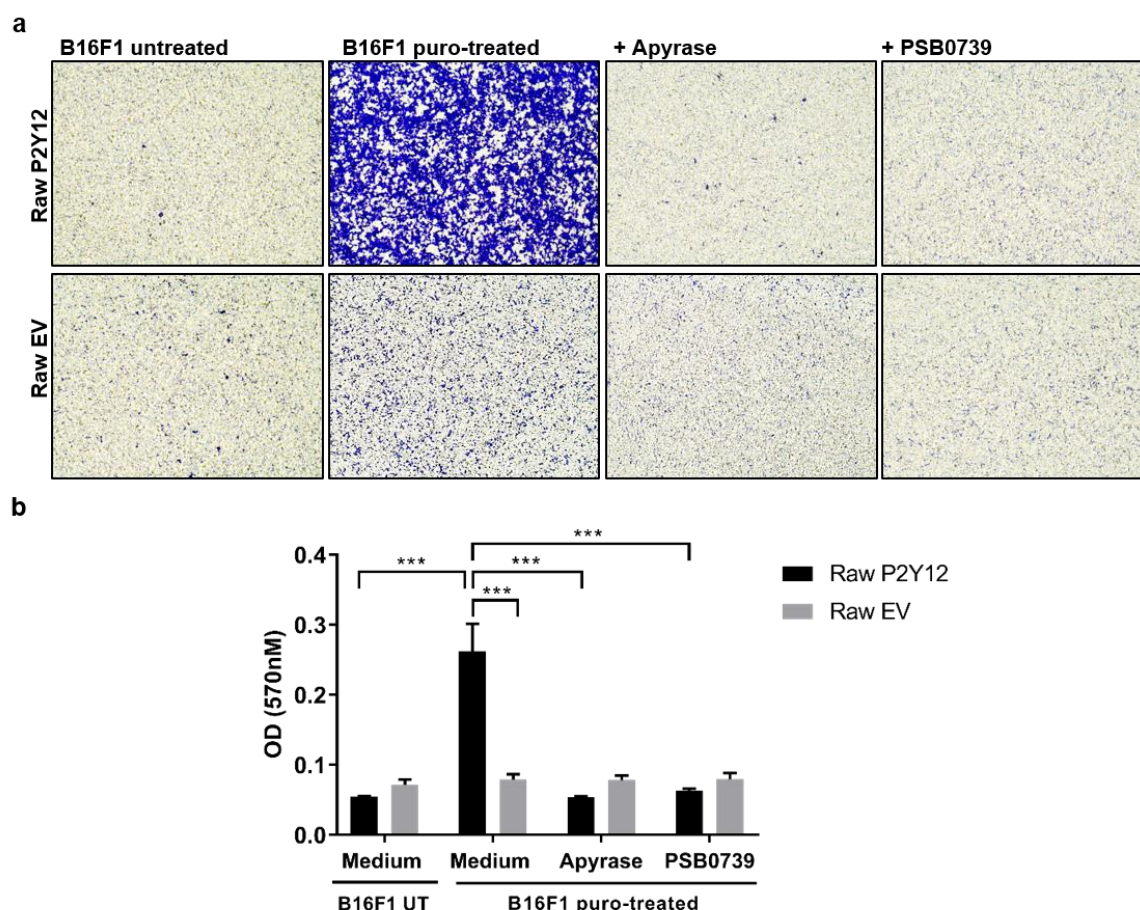 a
B16F1 untreated B16F1 puro-treated + Apyrase + PSB0739
Raw P2Y12
Raw EV
b
***
*** ***
***
0.4
0.3
0.2
0.1
0.0
OD (570nM)
Raw P2Y12
Raw EV
Medium Medium Apyrase PSB0739
B16F1 UT B16F1 puro-treated